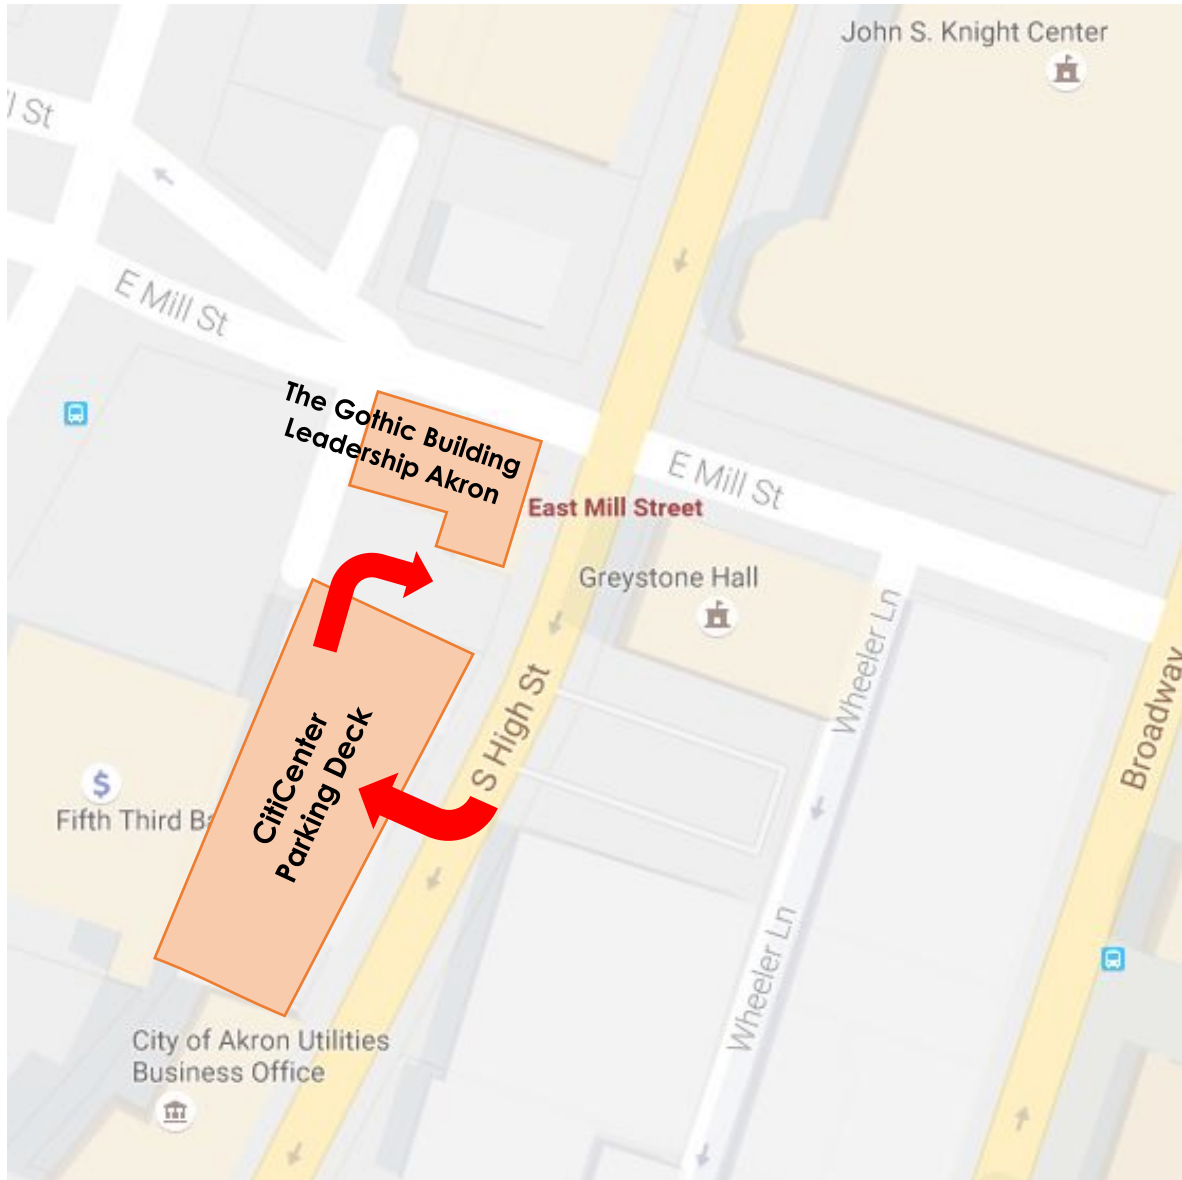 John S. Knight Center
l St
E Mill St
The Gothic Building
Leadership Akron
E Mill St
East Mill Street
Greystone Hall
Wheeler Ln
Broadway
S High St
CitiCenter
Parking Deck
$
Fifth Third Ba
Wheeler Ln
City of Akron Utilities
Business Office